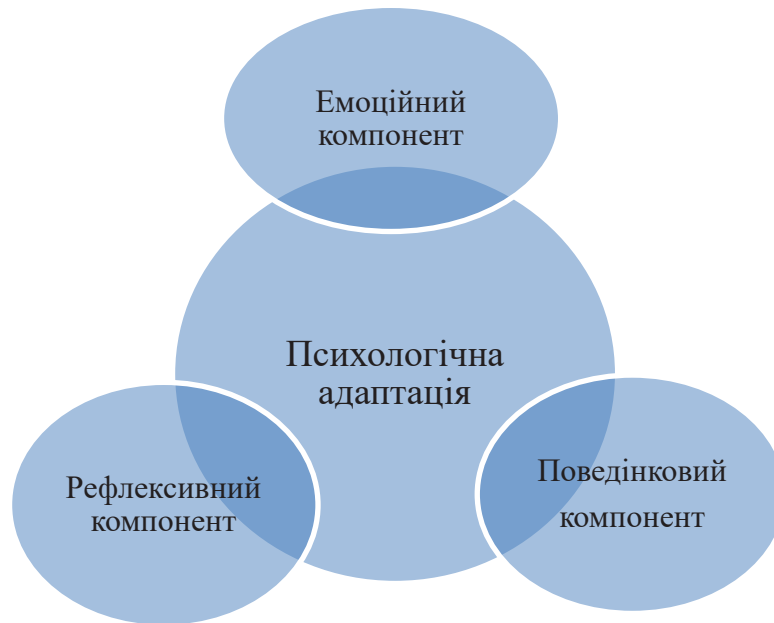 Емоційний
компонент
Психологічна
адаптація
Рефлексивний
компонент
Поведінковий
компонент